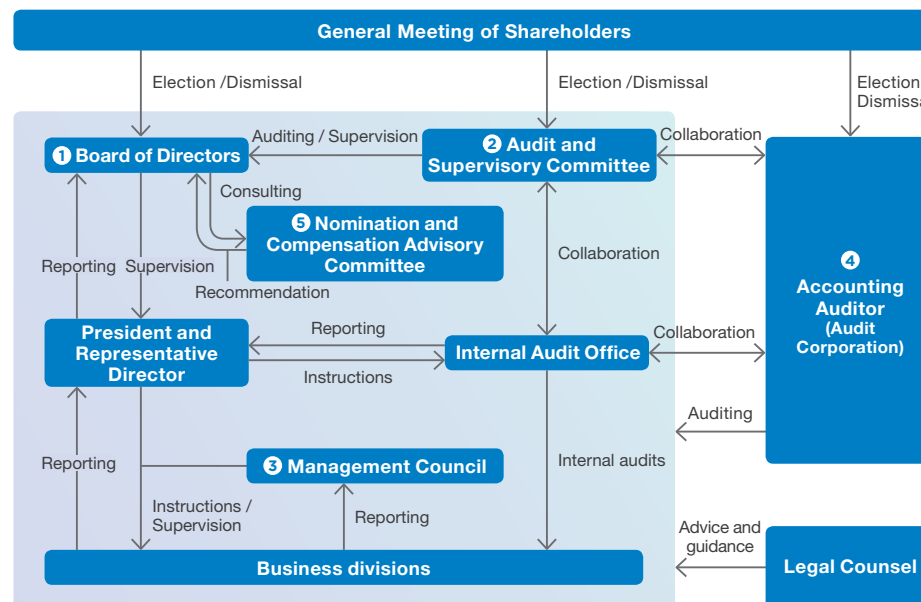 General Meeting of Shareholders
Election /Dismissal
Election /Dismissal
Election
Dismissa
Auditing / Supervision
Collaboration
❶ Board of Directors
❷ Audit and
Supervisory Committee
Consulting
❺ Nomination and
Compensation Advisory
Committee
Reporting
Supervision
Collaboration
Recommendation
❹
Accounting
Auditor
(Audit
Corporation)
President and
Representative
Director
Reporting
Instructions
Internal Audit Office
Collaboration
Auditing
Reporting
❸ Management Council
Internal audits
Instructions /
Supervision
Reporting
Advice and
guidance
Business divisions
Legal Counsel